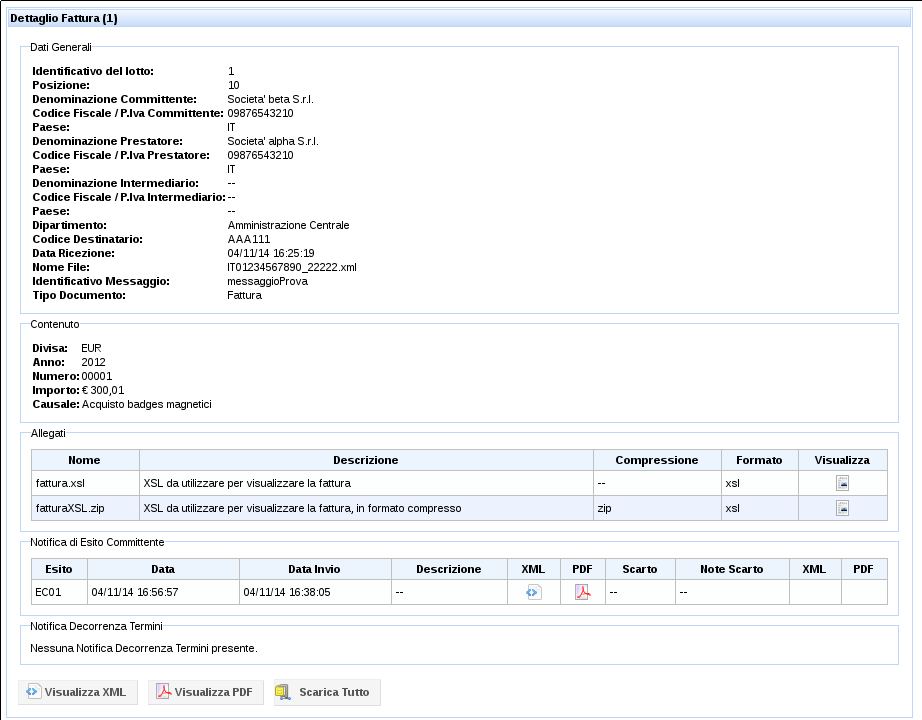 Dettaglio Fattura (1)
Dati Generali
Identificativo del lotto: 1
Posizione: 10
Denominazione Committente: Societa' beta S.r.l.
Codice Fiscale / P.Iva Committente: 09876543210
Paese: IT
Denominazione Prestatore: Societa' alpha S.r.l.
Codice Fiscale / P.Iva Prestatore: 09876543210
Paese: IT
Denominazione Intermediario: --
Codice Fiscale / P.Iva Intermediario: --
Paese: --
Dipartimento: Amministrazione Centrale
Codice Destinatario: AAA111
Data Ricezione: 04/11/14 16:25:19
Nome File: IT01234567890_22222.xml
Identificativo Messaggio: messaggioProva
Tipo Documento: Fattura
Contenuto
Divisa: EUR
Anno: 2012
Numero: 00001
Importo: € 300,01
Causale: Acquisto badges magnetici
Allegati
Nome Descrizione Compressione Formato Visualizza
fattura.xsl XSL da utilizzare per visualizzare la fattura -- xsl
fatturaXSL.zip XSL da utilizzare per visualizzare la fattura, in formato compresso zip xsl
Notifica di Esito Committente
Esito Data Data Invio Descrizione XML PDF Scarto Note Scarto XML PDF
EC01 04/11/14 16:56:57 04/11/14 16:38:05 -- -- --
Notifica Decorrenza Termini
Nessuna Notifica Decorrenza Termini presente.
Visualizza XML Visualizza PDF Scarica Tutto